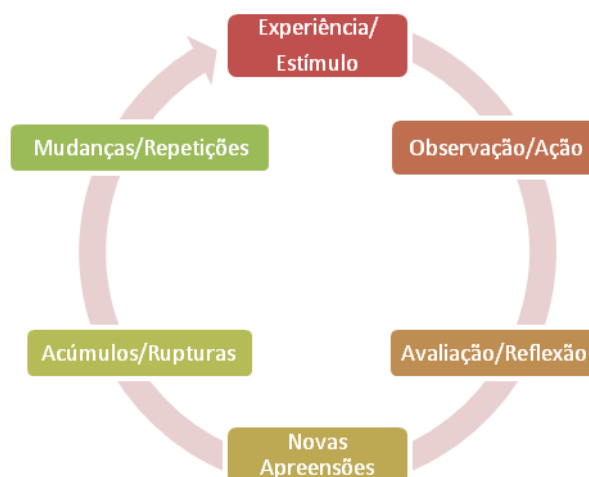 Experiência/
Estímulo
Observação/Ação
Avaliação/Reflexão
Novas
Apreensões
Acúmulos/Rupturas
Mudanças/Repetições